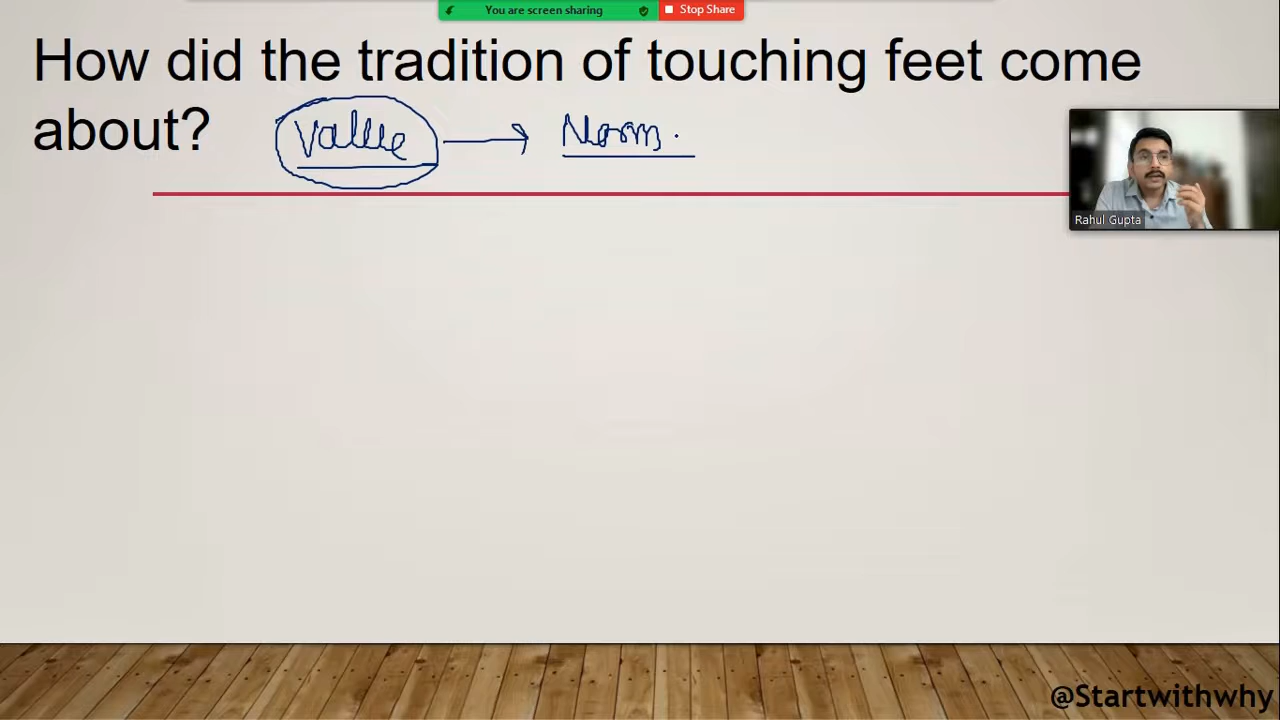 You are screen sharing Stop Share
How did the tradition of touching feet come
about? Value → Norm.
Rahul Gupta
@Startwithwhy